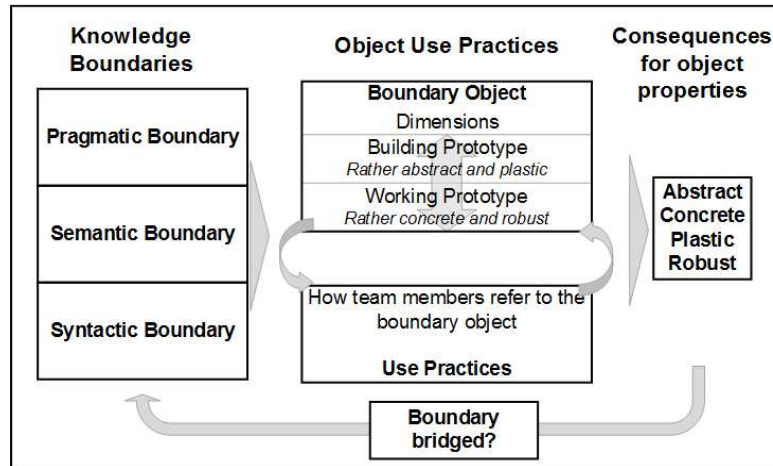 Knowledge
Boundaries
Pragmatic Boundary
Semantic Boundary
Syntactic Boundary
Object Use Practices
Boundary Object
Dimensions
Building Prototype
Rather abstract and plastic
Working Prototype
Rather concrete and robust
How team members refer to the
boundary object
Use Practices
Consequences
for object
properties
Abstract
Concrete
Plastic
Robust
Boundary
bridged?